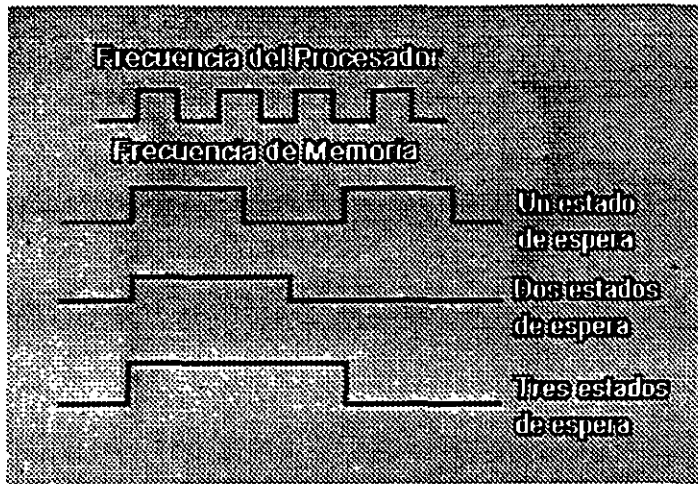 Frecuencia del Procesador
Frecuencia de Memoria
Un estado
de espera
Dos estados
de espera
Tres estados
de espera